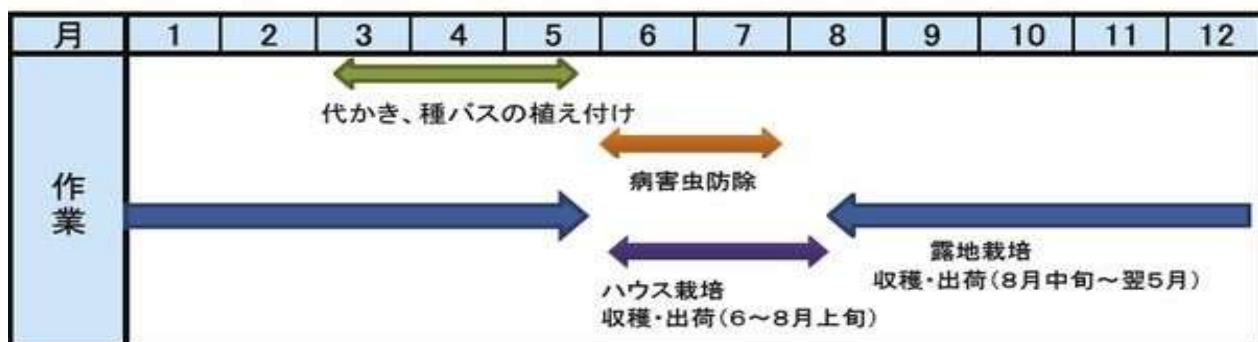 月 1 2 3 4 5 6 7 8 9 10 11 12
代かき、種バスの植え付け
病害虫防除
作業
露地栽培
収穫・出荷(8月中旬～翌5月)
ハウス栽培
収穫・出荷(6～8月上旬)